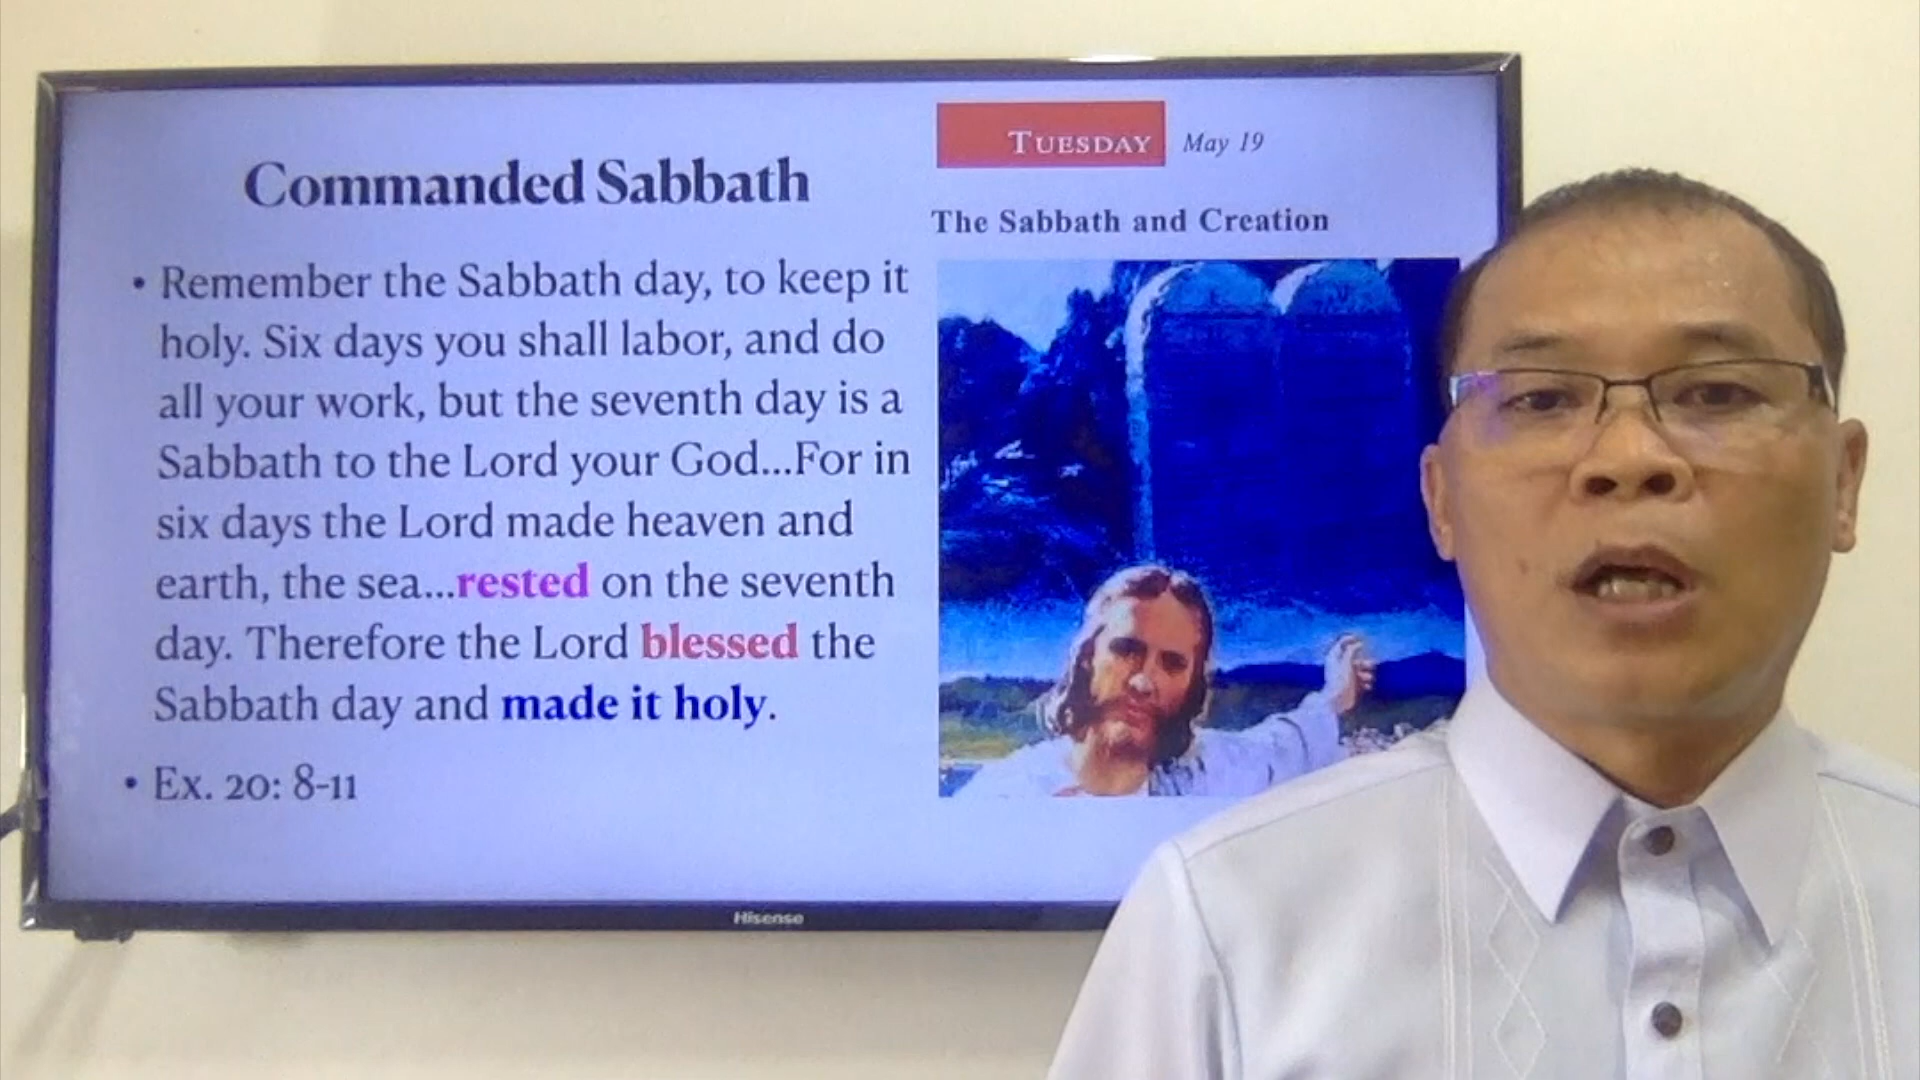 Commanded Sabbath
• Remember the Sabbath day, to keep it
holy. Six days you shall labor, and do
all your work, but the seventh day is a
Sabbath to the Lord your God...For in
six days the Lord made heaven and
earth, the sea...rested on the seventh
day. Therefore the Lord blessed the
Sabbath day and made it holy.
• Ex. 20: 8-11
TUESDAY May 19
The Sabbath and Creation
Hisense